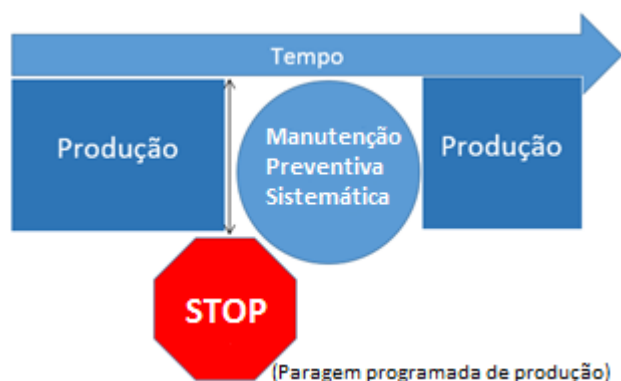 Tempo
Produção
Manutenção
Preventiva
Sistemática
Produção
STOP
(Paragem programada de produção)